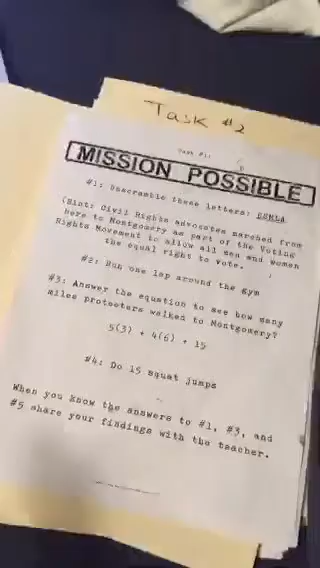 Task #2
Task #1:
MISSION POSSIBLE
#1: Unscramble these letters:
(Hint: Civil Rights advocates marched from
here to Montgomery as part of the Voting
Rights Movement to allow all men and women
the equal right to vote.
#2: Run one lap around the gym
#3: Answer the equation to see how many
miles protesters walked to Montgomery?
5(3) + 4(6) + 15
#4: Do 15 squat jumps
When you know the answers to #1, #3, and
#5 share your findings with the teacher.